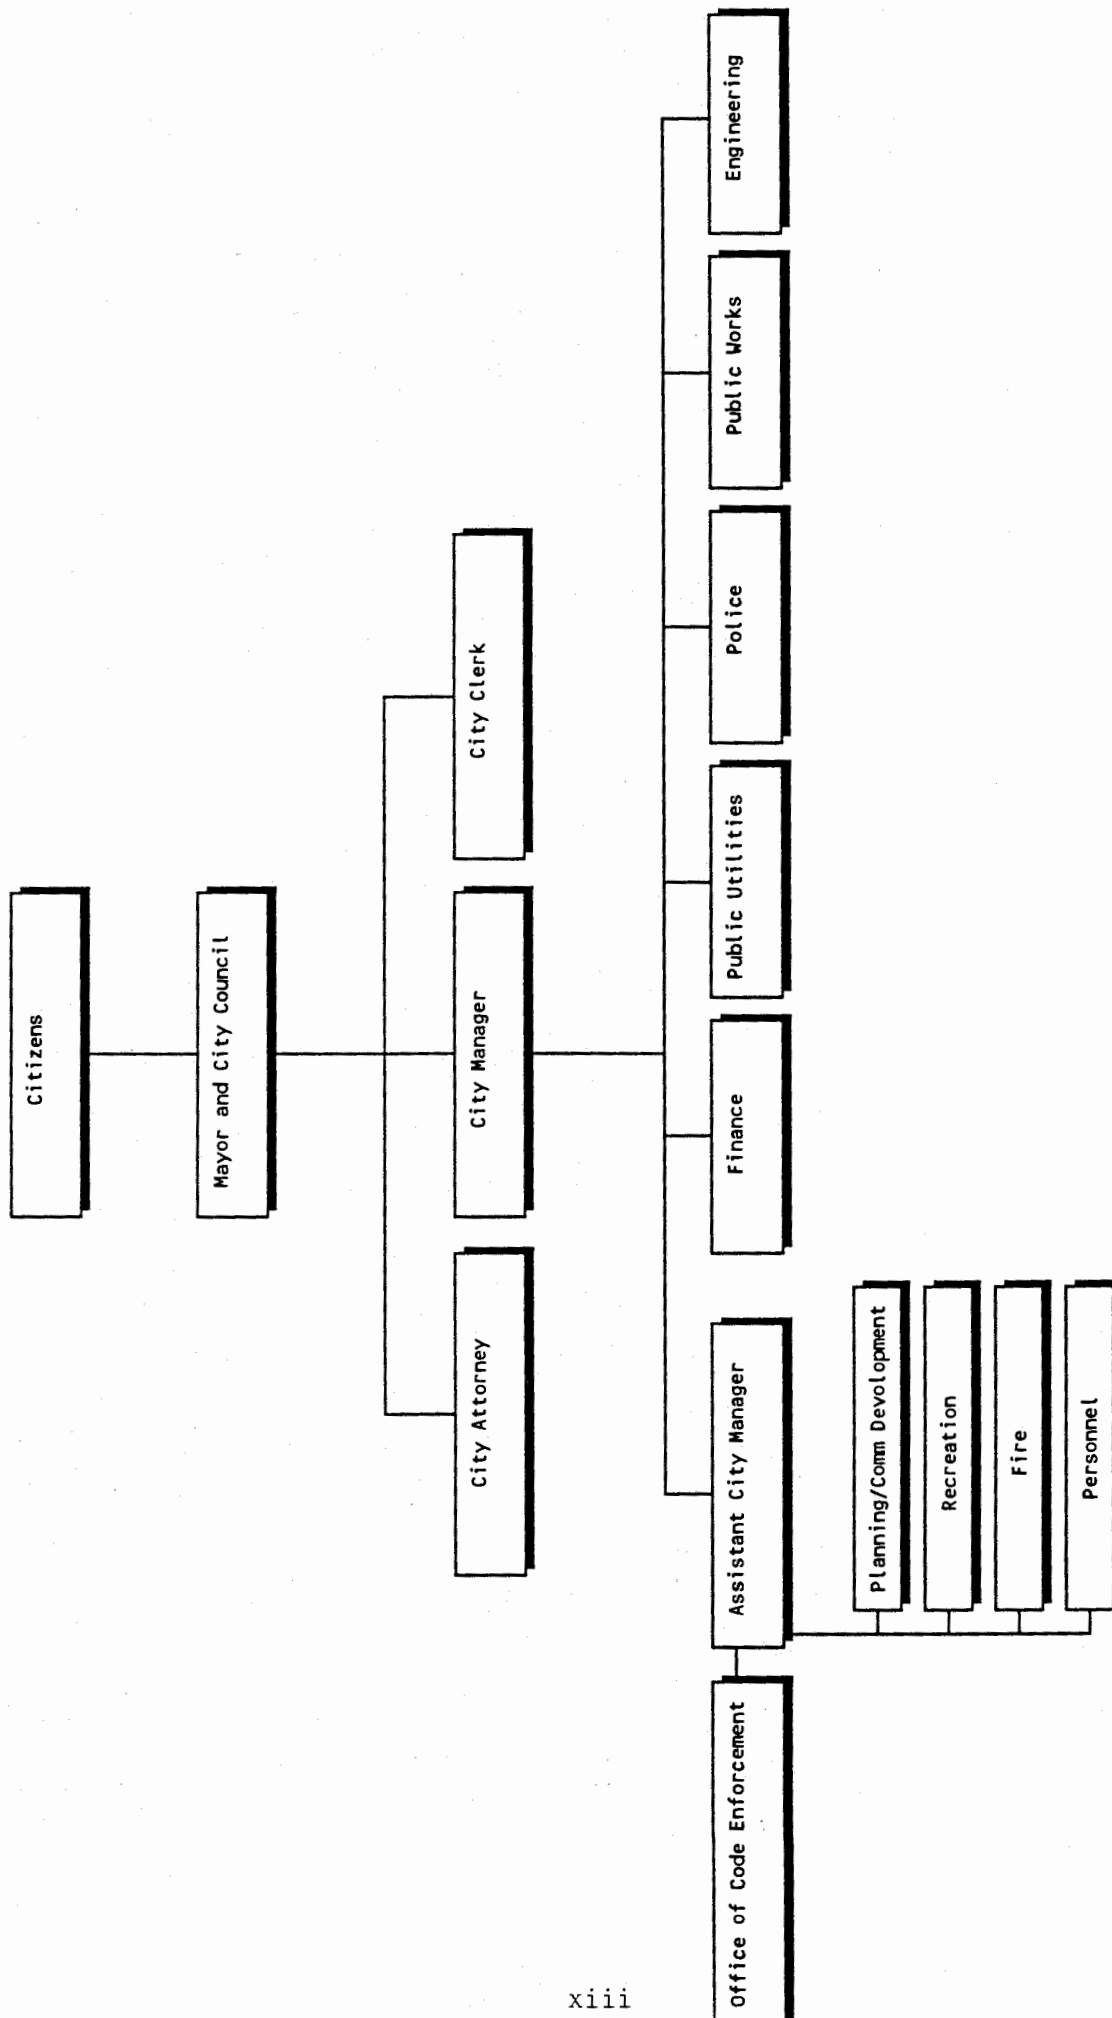 Citizens
Mayor and City Council
City Attorney
City Manager
City Clerk
Office of Code Enforcement
Assistant City Manager
Finance
Public Utilities
Police
Public Works
Engineering
Planning/Comm Devolopment
Recreation
Fire
Personnel
xiii